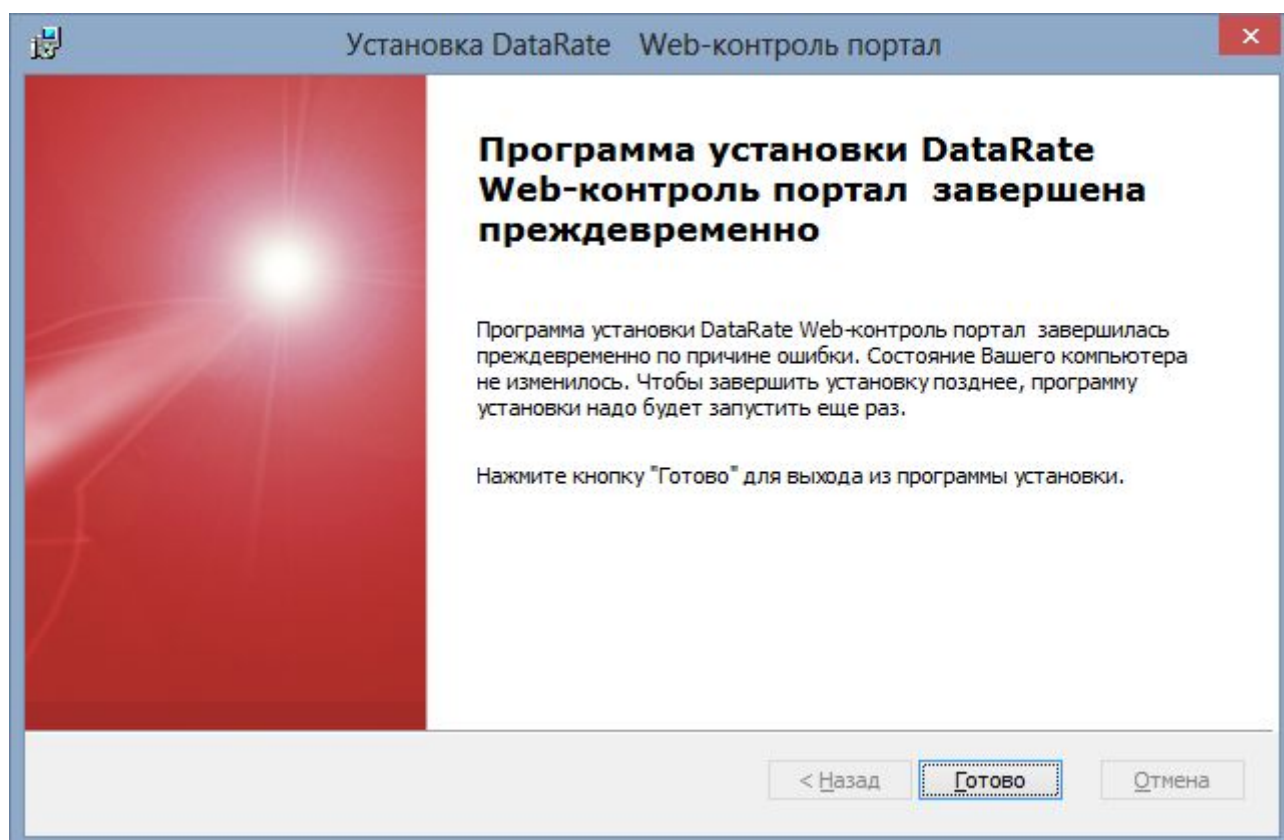 Установка DataRate Web-контроль портал
Программа установки DataRate
Web-контроль портал завершена
преждевременно
Программа установки DataRate Web-контроль портал завершилась
преждевременно по причине ошибки. Состояние Вашего компьютера
не изменилось. Чтобы завершить установку позднее, программу
установки надо будет запустить еще раз.
Нажмите кнопку "Готово" для выхода из программы установки.
< Назад Готово Отмена